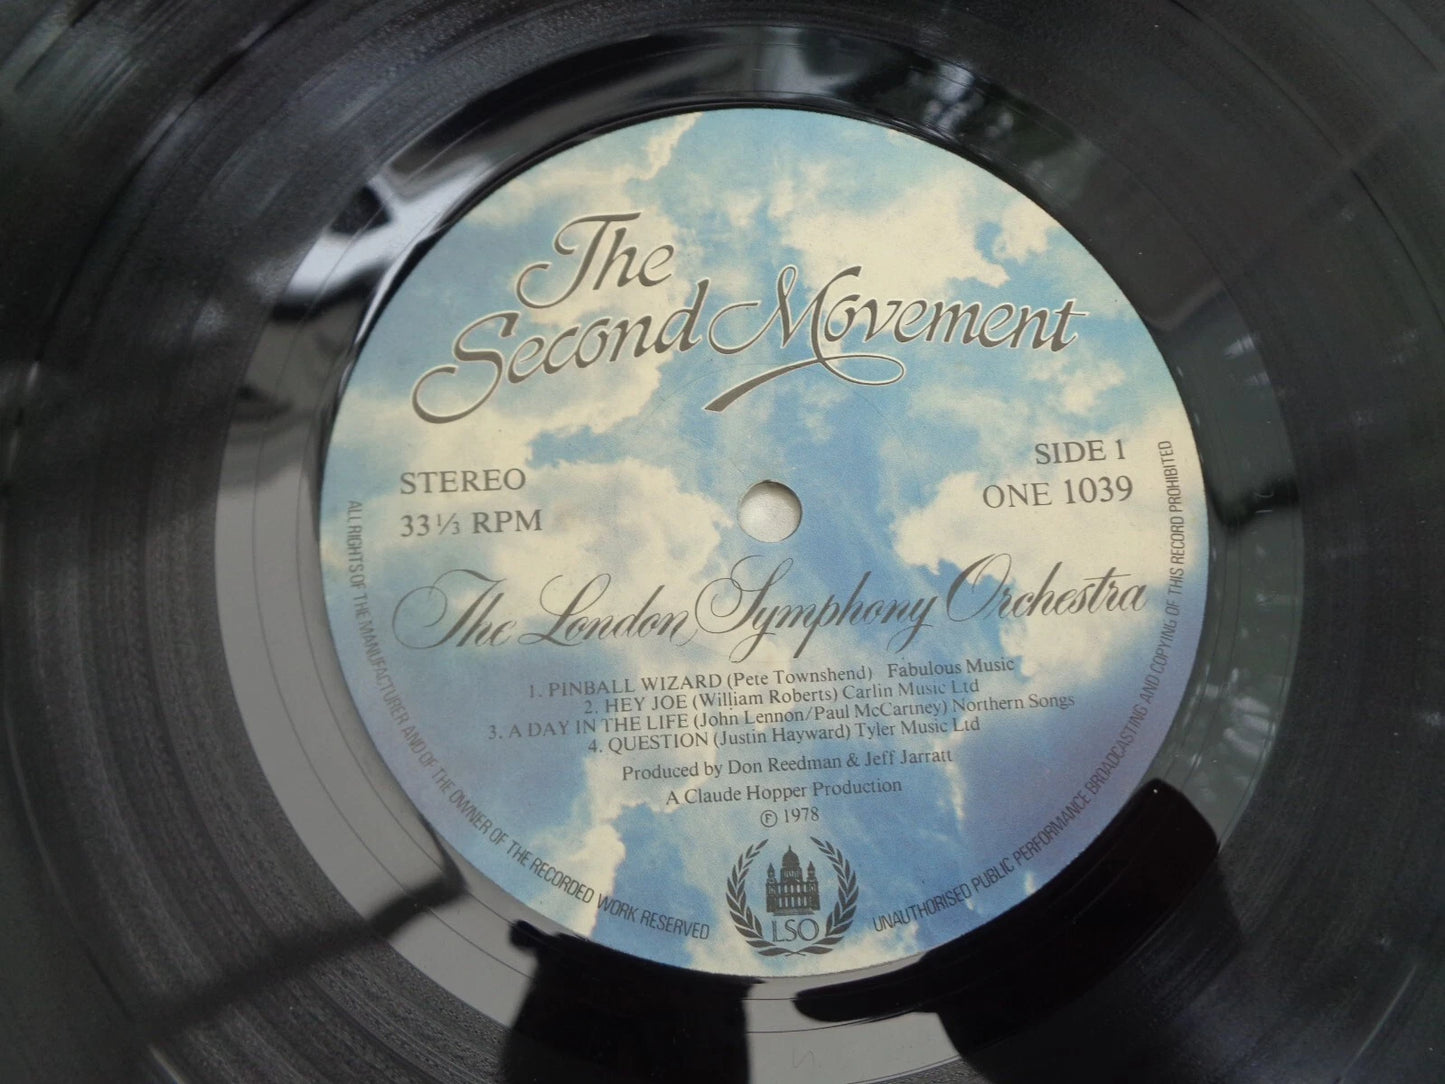 The
Second Movement
STEREO
33⅓ RPM
SIDE 1
ONE 1039
The London Symphony Orchestra
1. PINBALL WIZARD (Pete Townshend) Fabulous Music
2. HEY JOE (William Roberts) Carlin Music Ltd
3. A DAY IN THE LIFE (John Lennon/Paul McCartney) Northern Songs
4. QUESTION (Justin Hayward) Tyler Music Ltd
Produced by Don Reedman & Jeff Jarratt
A Claude Hopper Production
Ⓕ 1978
LSO
ALL RIGHTS OF THE MANUFACTURER AND OF THE OWNER OF THE RECORDED WORK RESERVED
UNAUTHORISED PUBLIC PERFORMANCE BROADCASTING AND COPYING OF THIS RECORD PROHIBITED